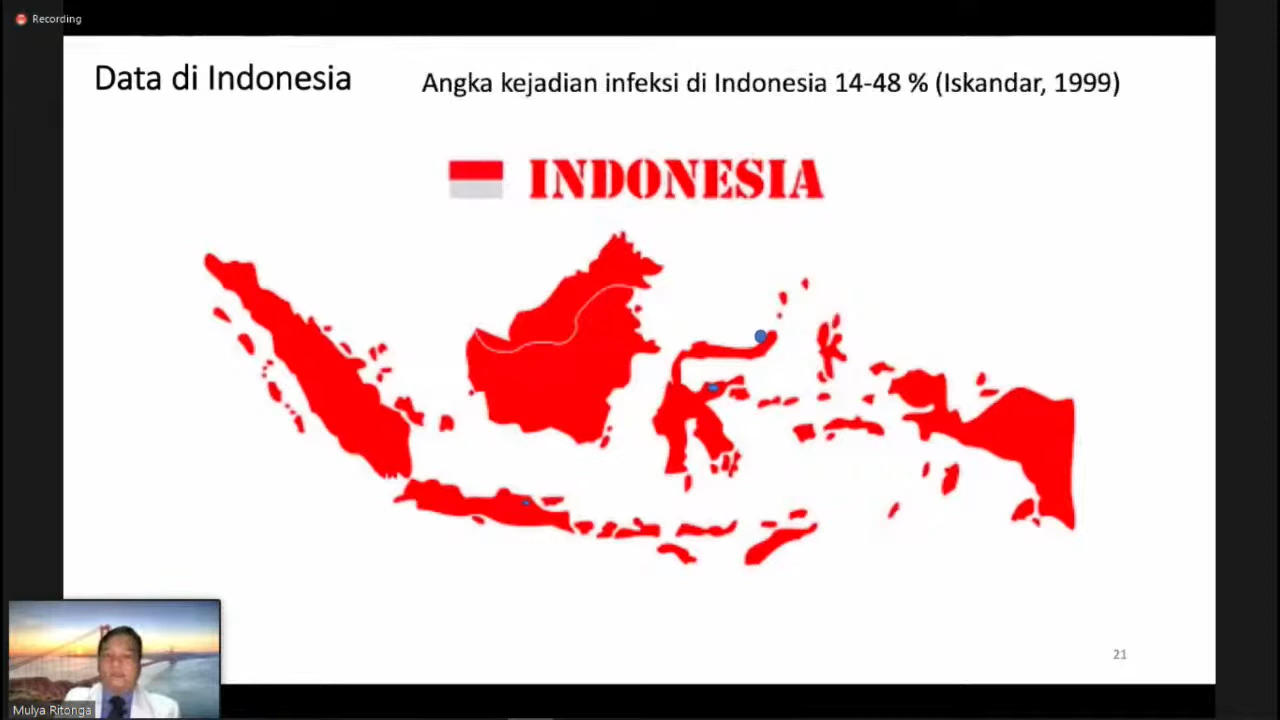 Recording
Data di Indonesia
Angka kejadian infeksi di Indonesia 14-48 % (Iskandar, 1999)
INDONESIA
21
Mulya Ritonga